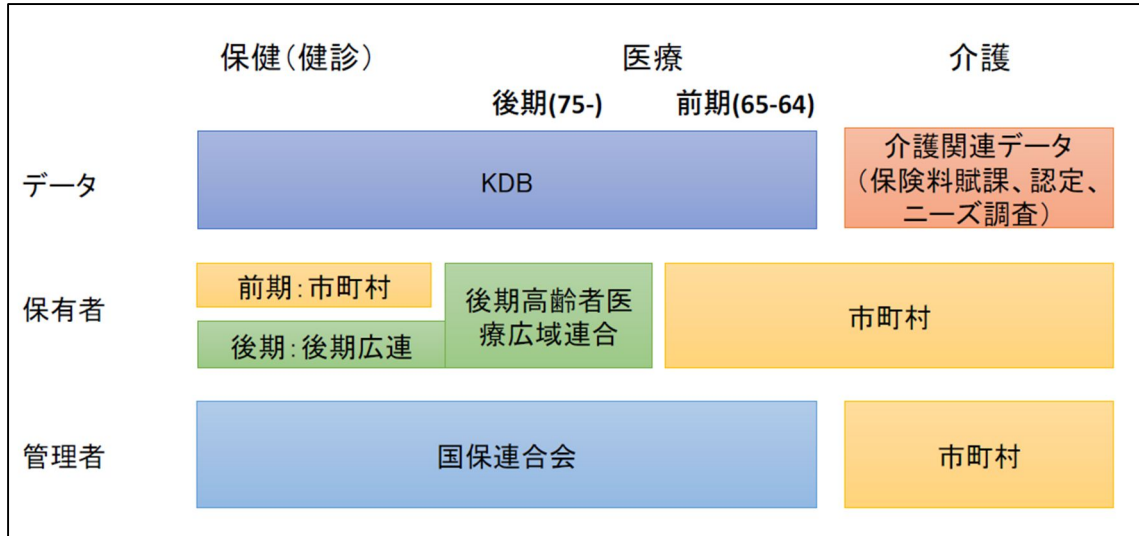 保健(健診)
医療
介護
後期(75-)
前期(65-64)
データ
KDB
介護関連データ
(保険料賦課、認定、
ニーズ調査)
保有者
前期:市町村
後期:後期広連
後期高齢者医
療広域連合
市町村
管理者
国保連合会
市町村